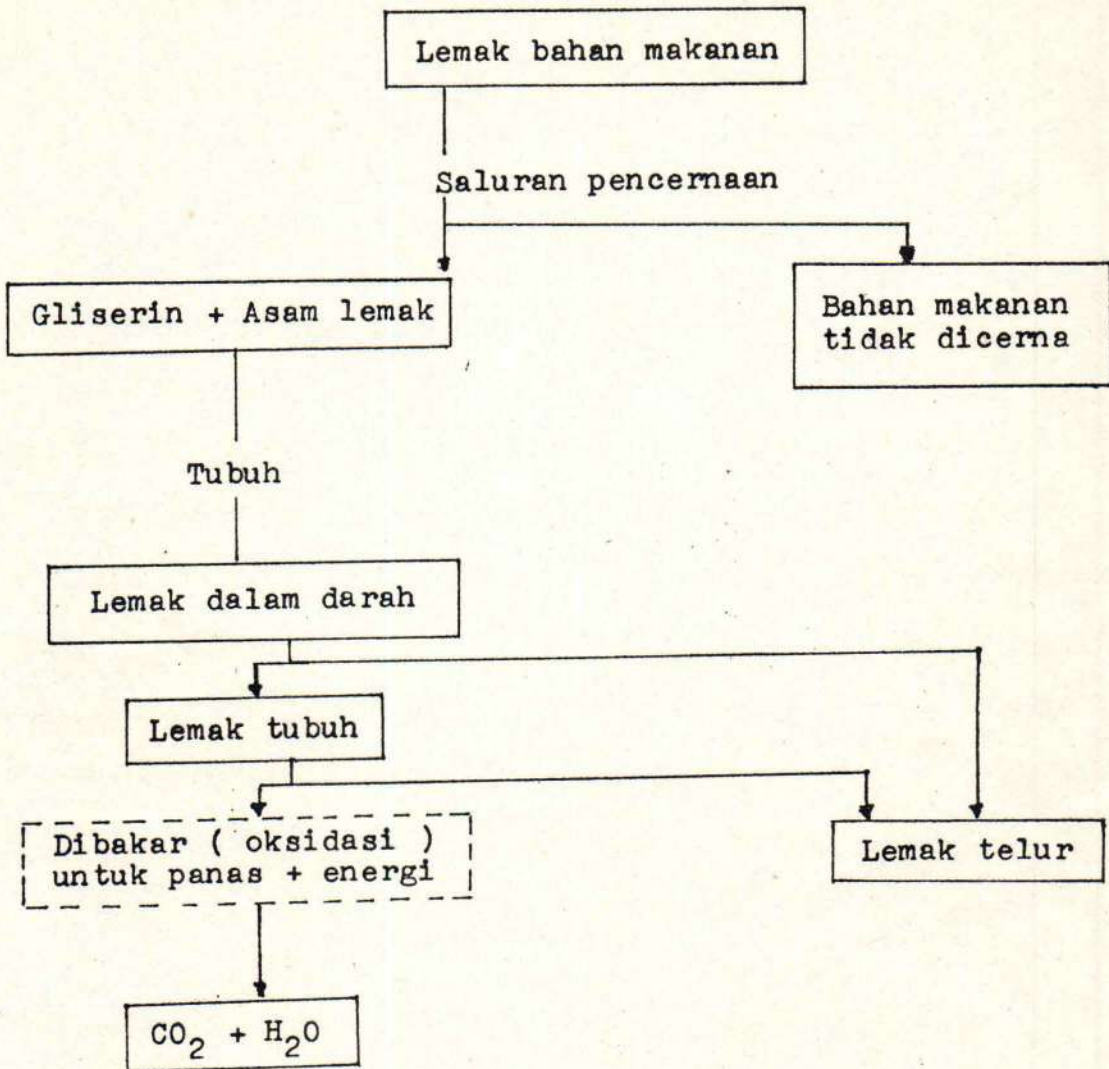 Lemak bahan makanan
Saluran pencernaan
Gliserin + Asam lemak
Bahan makanan
tidak dicerna
Tubuh
Lemak dalam darah
Lemak tubuh
Dibakar ( oksidasi )
untuk panas + energi
Lemak telur
CO₂ + H₂O